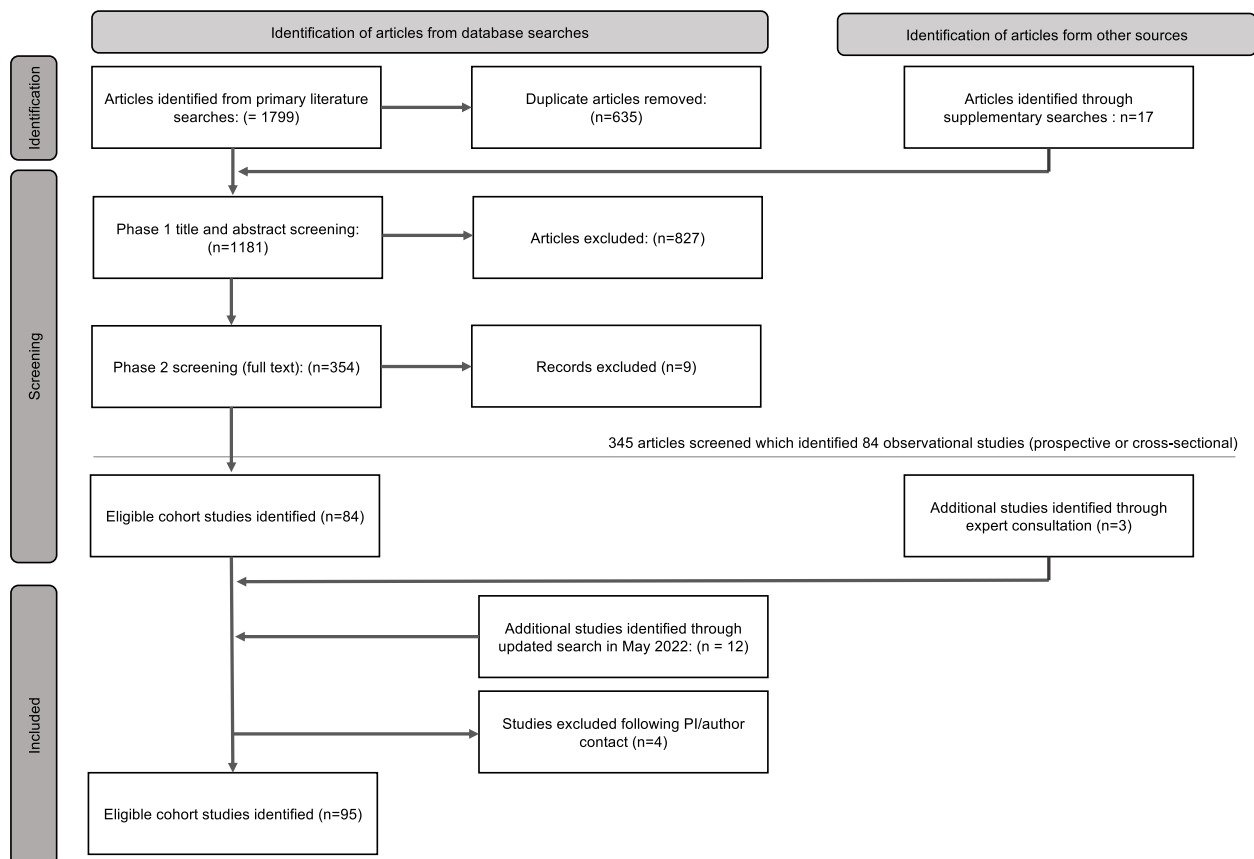 Identification of articles from database searches
Identification of articles form other sources
Identification
Articles identified from primary literature
searches: (= 1799)
Duplicate articles removed:
(n=635)
Articles identified through
supplementary searches : n=17
Screening
Phase 1 title and abstract screening:
(n=1181)
Articles excluded: (n=827)
Phase 2 screening (full text): (n=354)
Records excluded (n=9)
345 articles screened which identified 84 observational studies (prospective or cross-sectional)
Eligible cohort studies identified (n=84)
Additional studies identified through
expert consultation (n=3)
Included
Additional studies identified through
updated search in May 2022: (n = 12)
Studies excluded following PI/author
contact (n=4)
Eligible cohort studies identified (n=95)